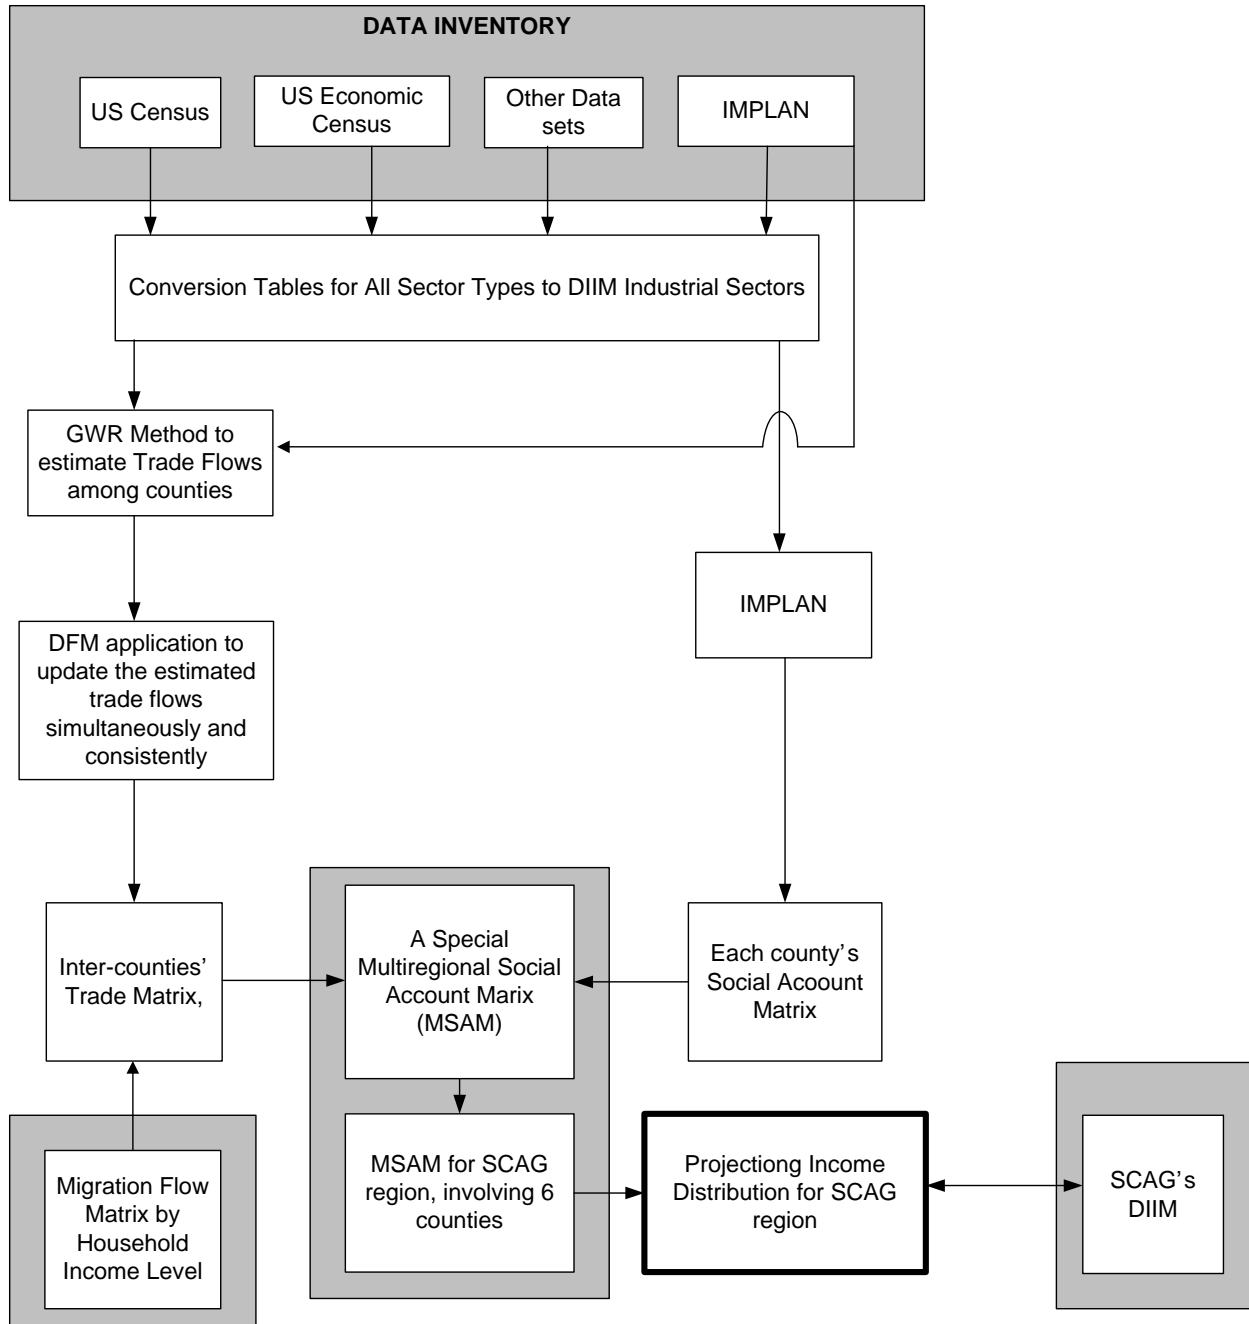 DATA INVENTORY
US Census
US Economic
Census
Other Data
sets
IMPLAN
Conversion Tables for All Sector Types to DIIM Industrial Sectors
GWR Method to
estimate Trade Flows
among counties
IMPLAN
DFM application to
update the estimated
trade flows
simultaneously and
consistently
Inter-counties’
Trade Matrix,
A Special
Multiregional Social
Account Marix
(MSAM)
Each county’s
Social Acoount
Matrix
Migration Flow
Matrix by
Household
Income Level
MSAM for SCAG
region, involving 6
counties
Projectiong Income
Distribution for SCAG
region
SCAG’s
DIIM